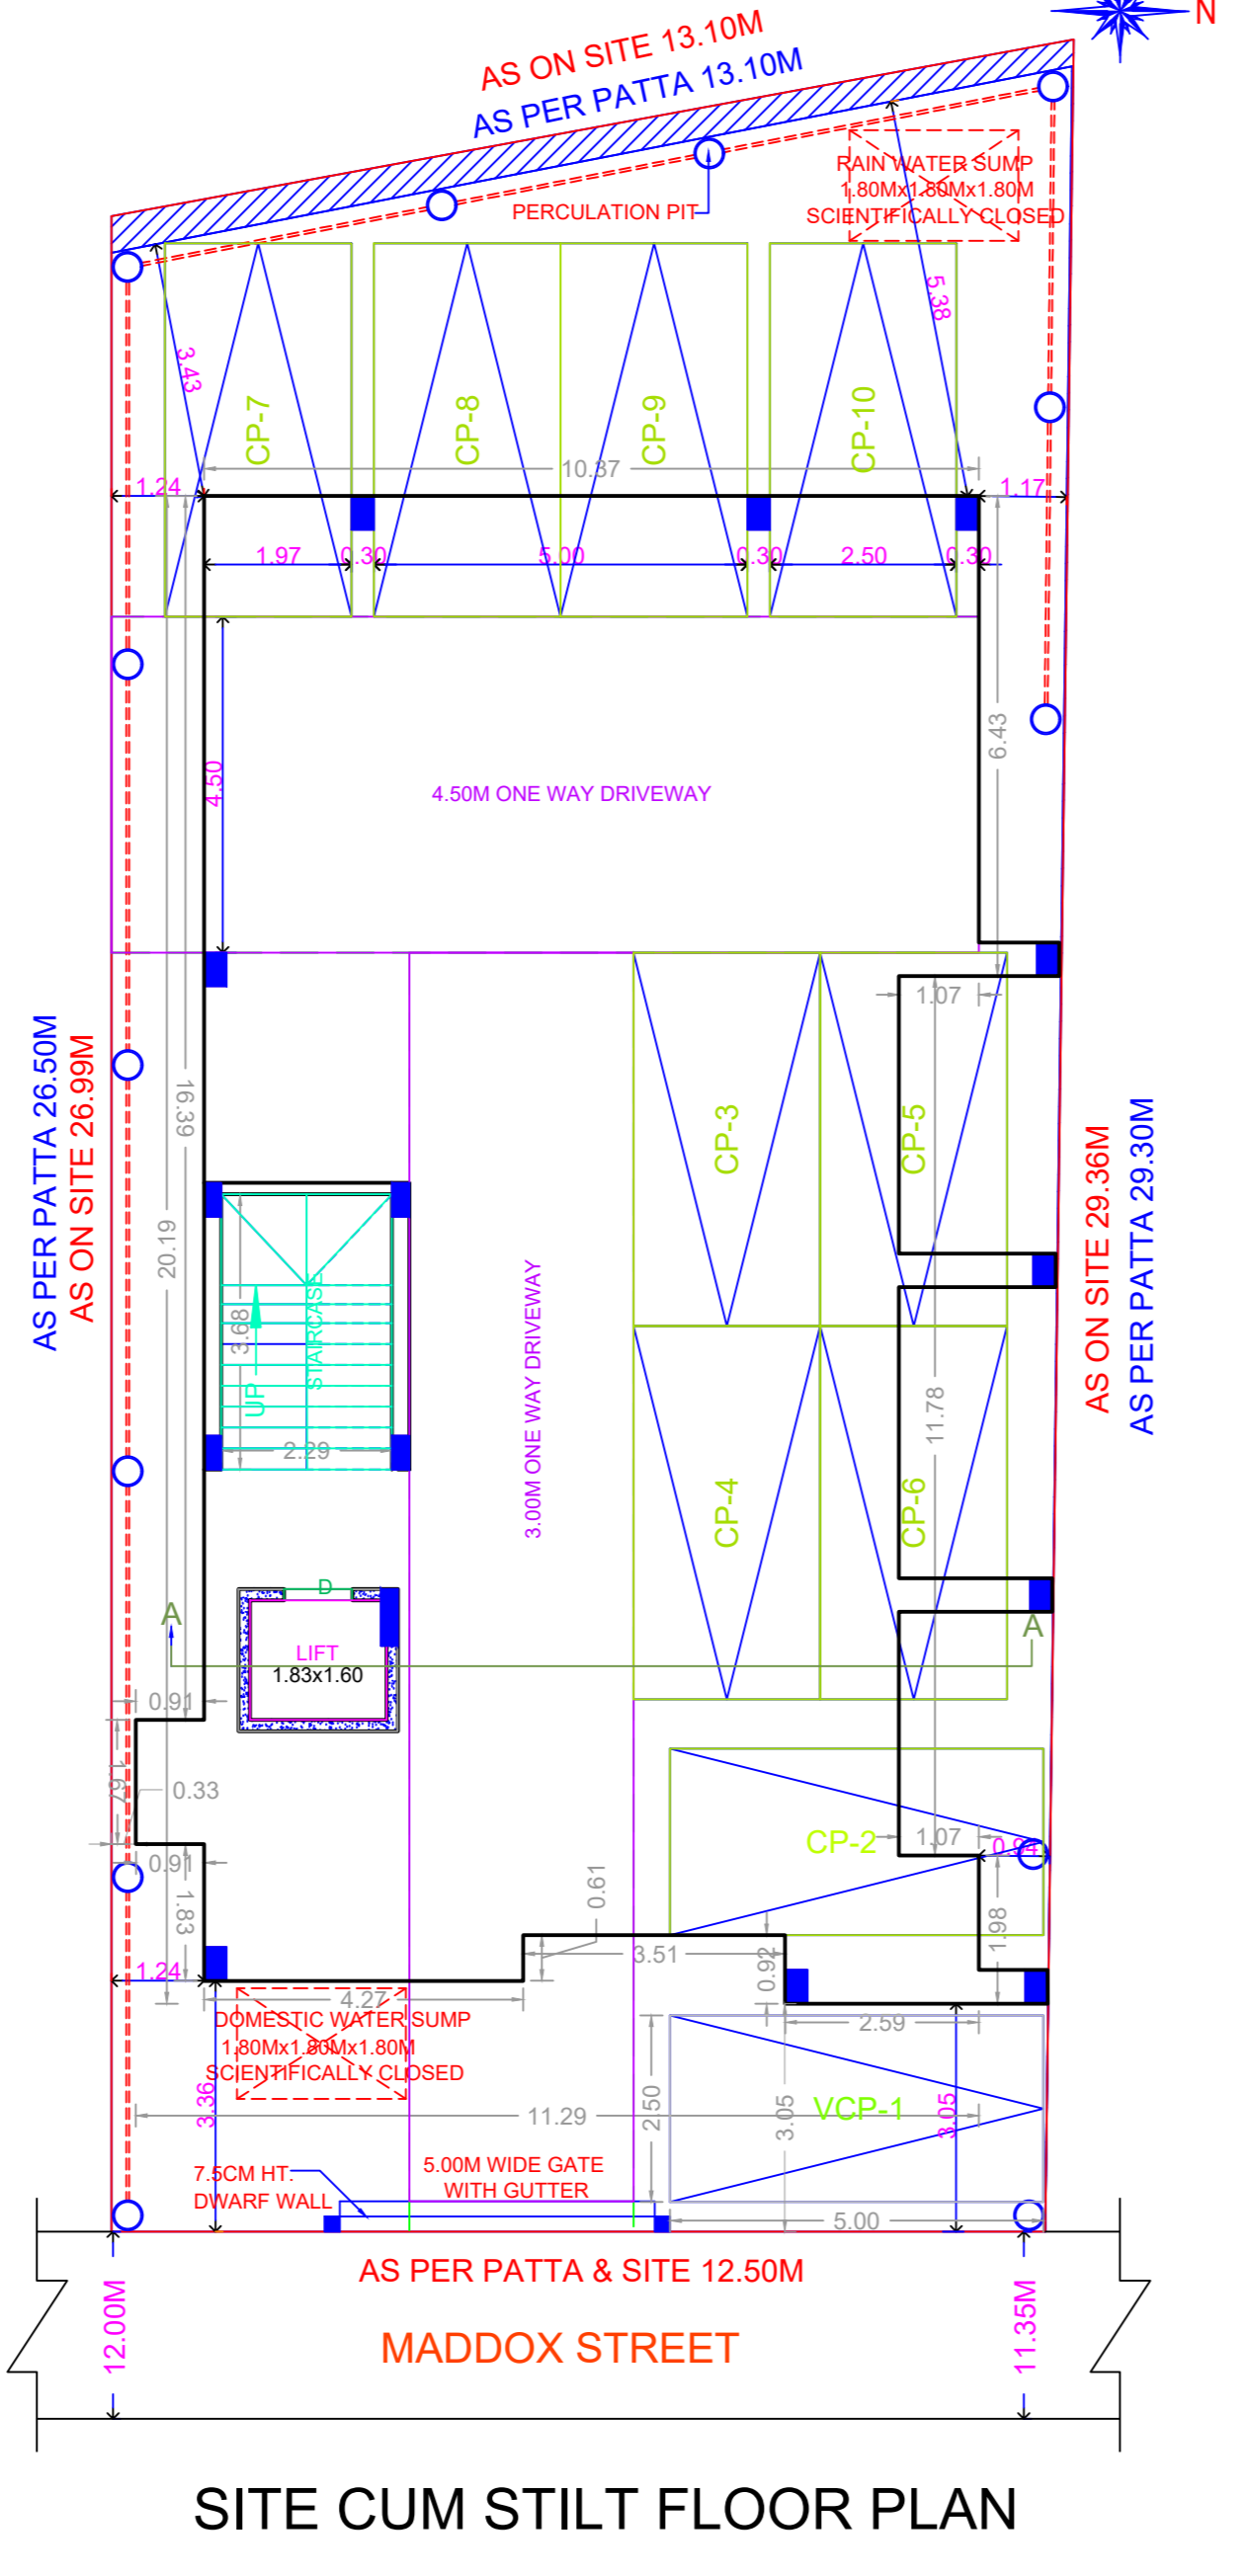 N
AS ON SITE 13.10M
AS PER PATTA 13.10M
RAIN WATER SUMP
1.80Mx1.80Mx1.80M
SCIENTIFICALLY CLOSED
PERCULATION PIT
3.43
5.38
CP-7
CP-8
CP-9
CP-10
10.37
1.24
1.17
1.97
0.30
5.00
0.30
2.50
0.30
4.50
4.50M ONE WAY DRIVEWAY
6.43
1.07
AS PER PATTA 26.50M
AS ON SITE 26.99M
16.39
20.19
CP-3
CP-5
AS ON SITE 29.36M
AS PER PATTA 29.30M
3.68
UP
STAIRCASE
2.29
3.00M ONE WAY DRIVEWAY
11.78
CP-4
CP-6
D
A
A
LIFT
1.83x1.60
0.91
1.67
0.33
0.91
1.83
CP-2
1.07
0.94
0.61
3.51
0.92
1.98
1.24
4.27
2.59
DOMESTIC WATER SUMP
1.80Mx1.80Mx1.80M
SCIENTIFICALLY CLOSED
3.36
11.29
2.50
3.05
VCP-1
3.05
7.5CM HT.
DWARF WALL
5.00M WIDE GATE
WITH GUTTER
5.00
AS PER PATTA & SITE 12.50M
12.00M
MADDOX STREET
11.35M
SITE CUM STILT FLOOR PLAN